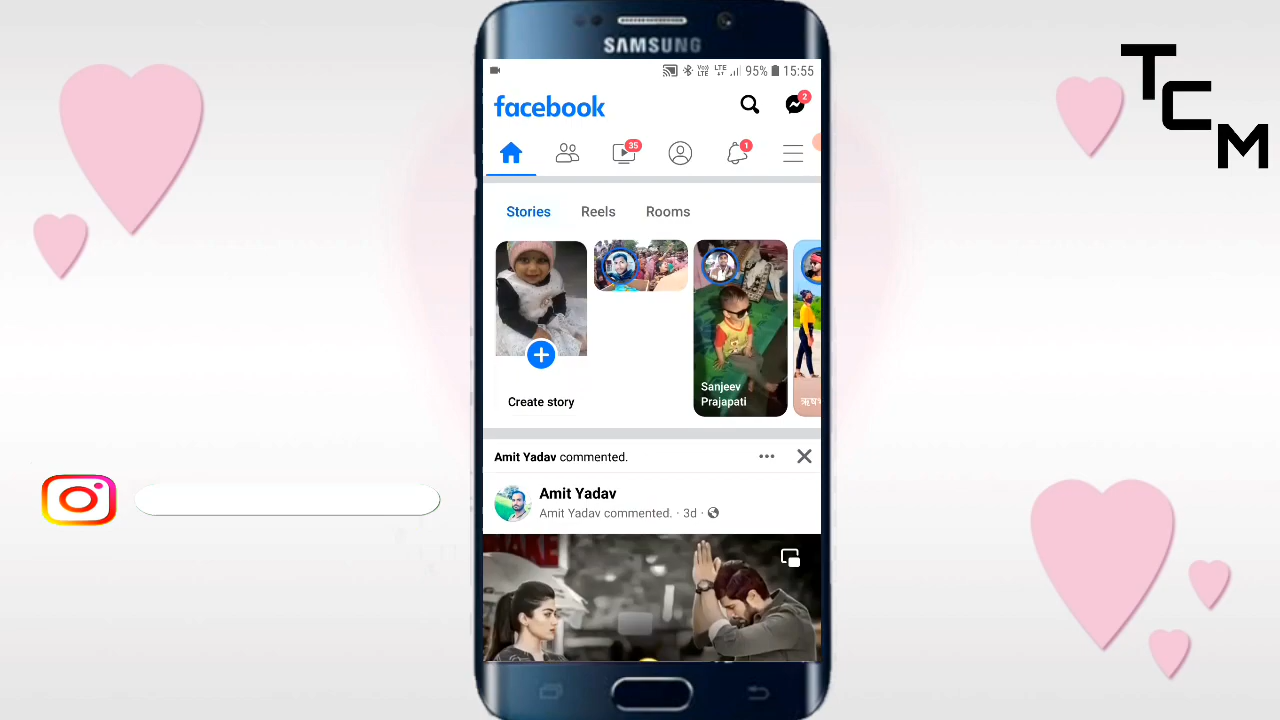 SAMSUNG
LTE 95% 15:55
facebook
2
35
1
Stories Reels Rooms
Create story
Sanjeev
Prajapati
Amit Yadav commented.
Amit Yadav
Amit Yadav commented. · 3d ·
TCM